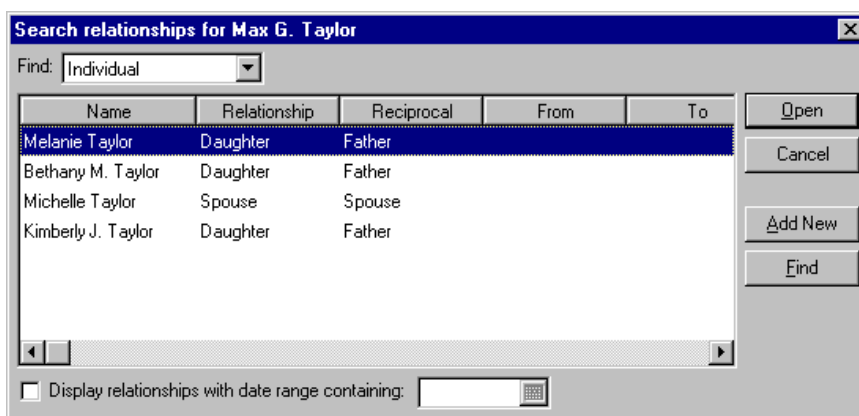 Search relationships for Max G. Taylor
Find: Individual
Name Relationship Reciprocal From To
Melanie Taylor Daughter Father
Bethany M. Taylor Daughter Father
Michelle Taylor Spouse Spouse
Kimberly J. Taylor Daughter Father
Open
Cancel
Add New
Find
Display relationships with date range containing: